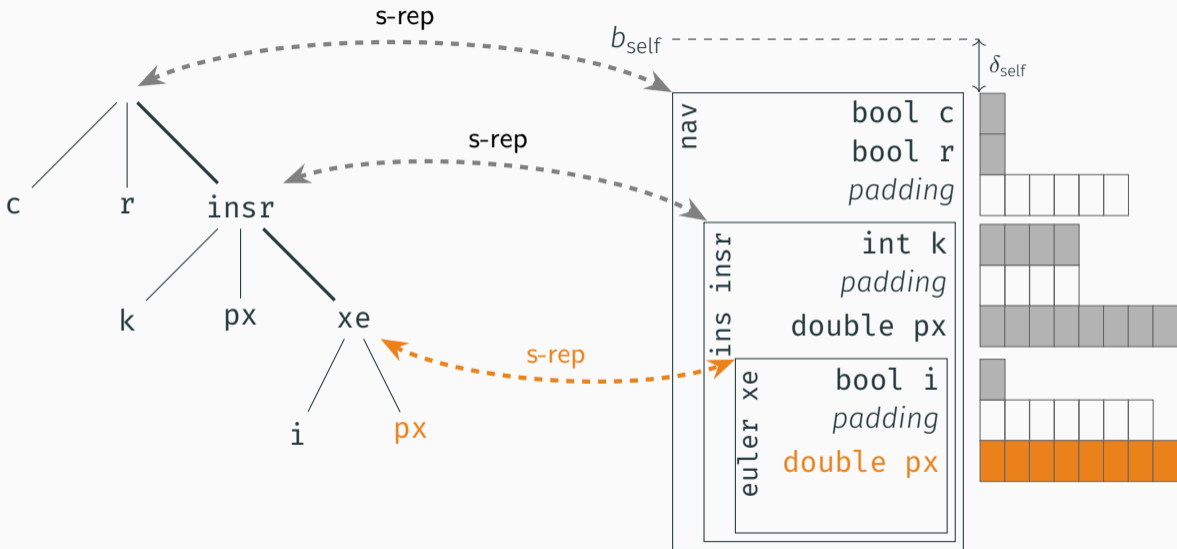 s-rep
b_self
δ_self
nav
bool c
bool r
padding
s-rep
c
r
insr
ins insr
int k
padding
double px
k
px
xe
s-rep
euler xe
bool i
padding
double px
i
px